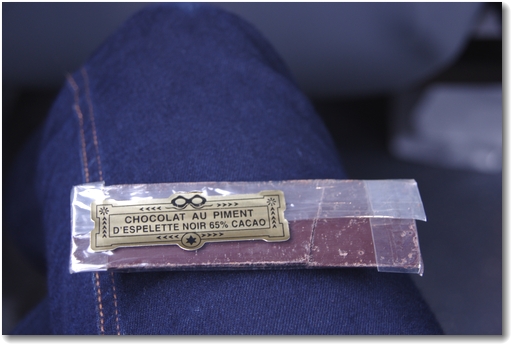 CHOCOLAT AU PIMENT
D'ESPELETTE NOIR 65% CACAO